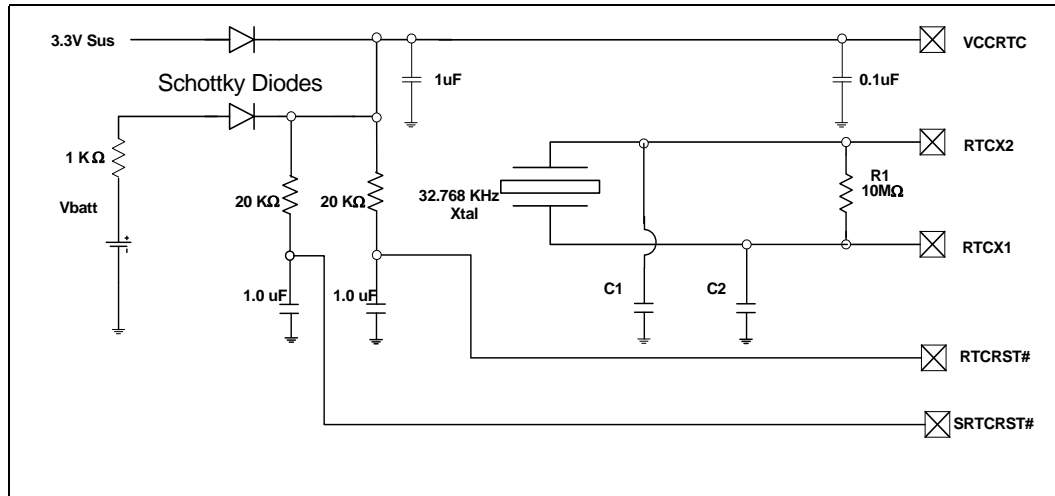 3.3V Sus
VCCRTC
1uF
0.1uF
Schottky Diodes
1 KΩ
RTCX2
R1
10MΩ
32.768 KHz
Xtal
20 KΩ
20 KΩ
Vbatt
+
-
RTCX1
1.0 uF
1.0 uF
C1
C2
RTCRST#
SRTCRST#